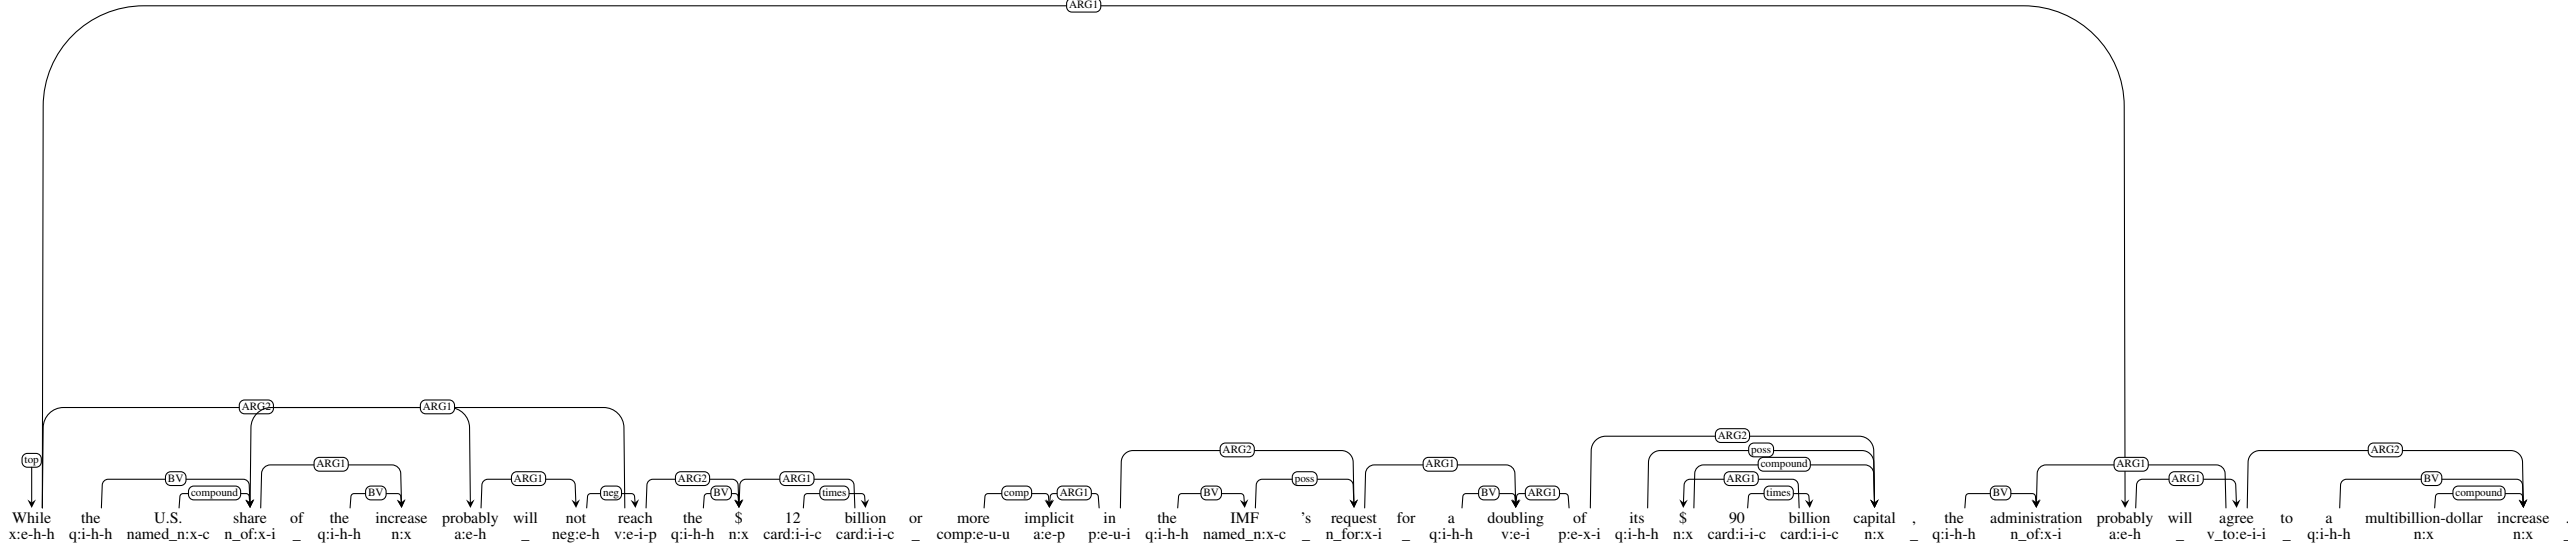 ARG1
ARG2 ARG1
ARG2
ARG2 poss ARG2
top ARG1 ARG1 compound ARG1
BV ARG1 ARG2 ARG1 ARG1 ARG1 BV
compound BV neg BV times comp ARG1 BV poss BV ARG1 times BV compound
While the U.S. share of the increase probably will not reach the $ 12 billion or more implicit in the IMF 's request for a doubling of its $ 90 billion capital , the administration probably will agree to a multibillion-dollar increase .
x:e-h-h q:i-h-h named_n:x-c n_of:x-i _ q:i-h-h n:x a:e-h _ neg:e-h v:e-i-p q:i-h-h n:x card:i-i-c card:i-i-c _ comp:e-u-u a:e-p p:e-u-i q:i-h-h named_n:x-c _ n_for:x-i _ q:i-h-h v:e-i p:e-x-i q:i-h-h n:x card:i-i-c card:i-i-c n:x _ q:i-h-h n_of:x-i a:e-h _ v_to:e-i-i _ q:i-h-h n:x n:x